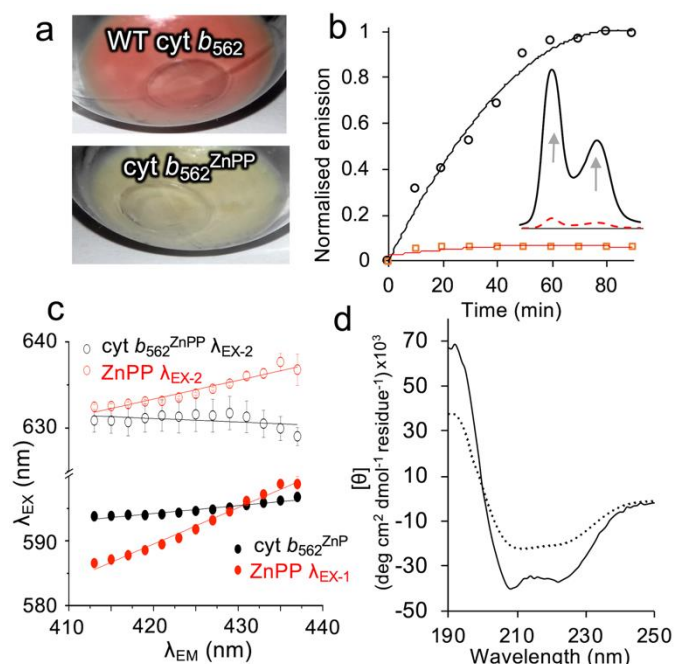 a
WT cyt b562
cyt b562ZnPP
b
Normalised emission
1
0.8
0.6
0.4
0.2
0
0 20 40 60 80
Time (min)
c
cyt b562ZnPP λEX-2
ZnPP λEX-2
640
630
590
580
λEX (nm)
cyt b562ZnP
ZnPP λEX-1
410 420 430 440
λEM (nm)
d
[θ]
(deg cm2 dmol-1 residue-1) x103
70
50
30
10
-10
-30
-50
190 210 230 250
Wavelength (nm)